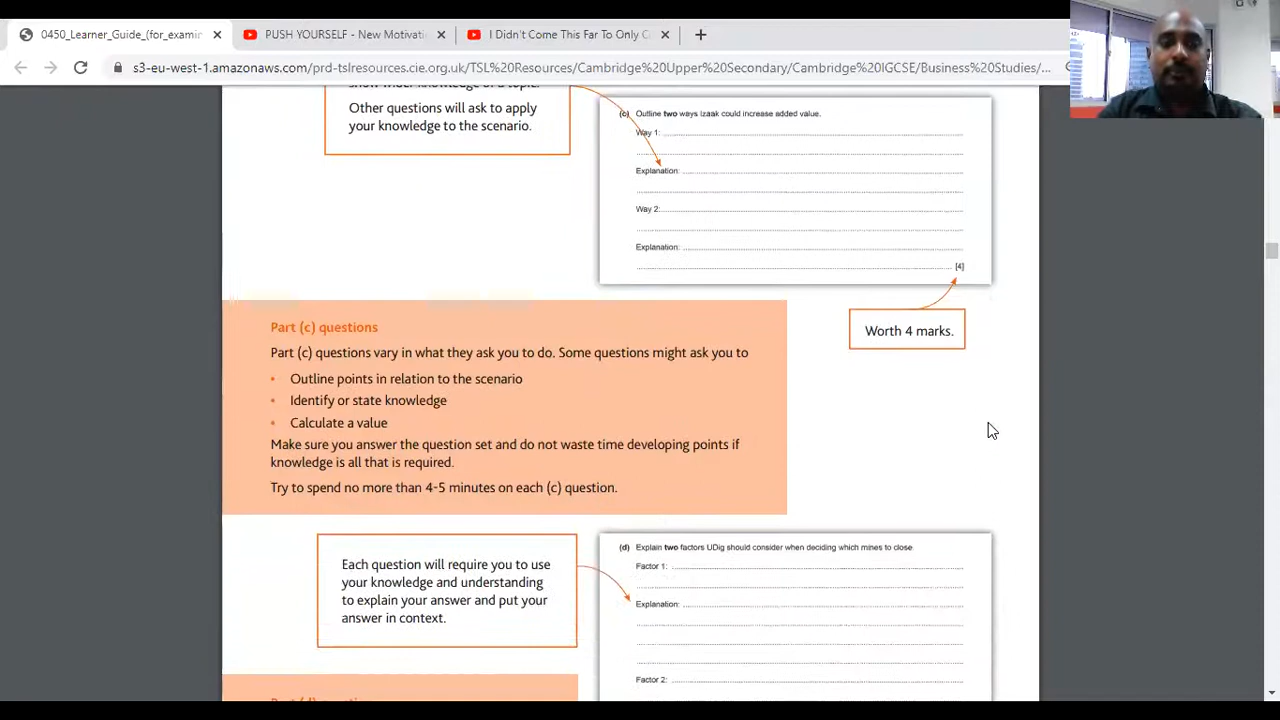 0450_Learner_Guide_(for_examin
PUSH YOURSELF - New Motivati
I Didn't Come This Far To Only C
s3-eu-west-1.amazonaws.
Cambridge%20Upper%20Secondary/Cambridge%20IGCSE/Business%20Studies/...
Other questions will ask to apply
your knowledge to the scenario.
(c) Outline two ways Izaak could increase added value.
Way 1:
Explanation:
Way 2:
Explanation:
[4]
Worth 4 marks.
Part (c) questions
Part (c) questions vary in what they ask you to do. Some questions might ask you to
• Outline points in relation to the scenario
• Identify or state knowledge
• Calculate a value
Make sure you answer the question set and do not waste time developing points if
knowledge is all that is required.
Try to spend no more than 4-5 minutes on each (c) question.
Each question will require you to use
your knowledge and understanding
to explain your answer and put your
answer in context.
(d) Explain two factors UDig should consider when deciding which mines to close
Factor 1:
Explanation:
Factor 2: